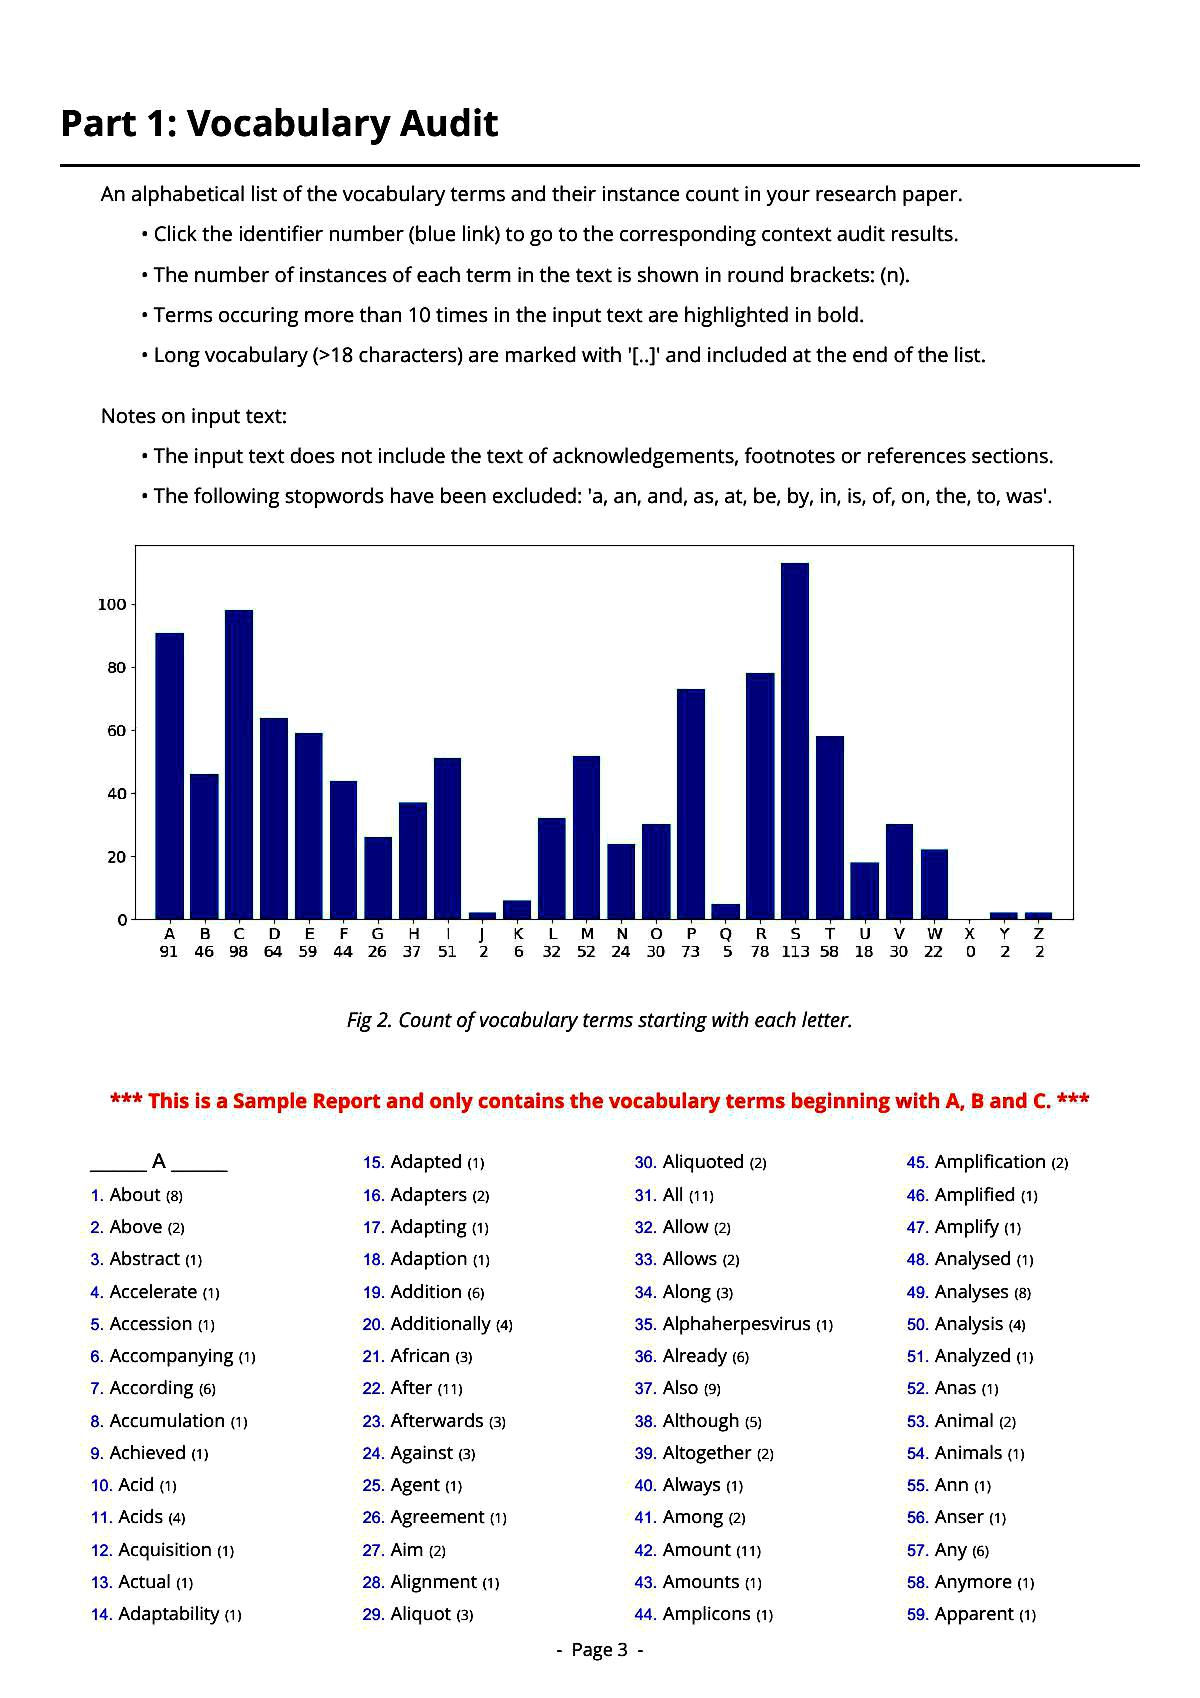 Part 1: Vocabulary Audit
An alphabetical list of the vocabulary terms and their instance count in your research paper.
• Click the identifier number (blue link) to go to the corresponding context audit results.
• The number of instances of each term in the text is shown in round brackets: (n).
• Terms occuring more than 10 times in the input text are highlighted in bold.
• Long vocabulary (>18 characters) are marked with '[..]' and included at the end of the list.
Notes on input text:
• The input text does not include the text of acknowledgements, footnotes or references sections.
• The following stopwords have been excluded: 'a, an, and, as, at, be, by, in, is, of, on, the, to, was'.
100
80
60
40
20
0
A B C D E F G H I J K L M N O P Q R S T U V W X Y Z
91 46 98 64 59 44 26 37 51 2 6 32 52 24 30 73 5 78 113 58 18 30 22 0 2 2
Fig 2. Count of vocabulary terms starting with each letter.
*** This is a Sample Report and only contains the vocabulary terms beginning with A, B and C. ***
_____ A _____
1. About (8)
2. Above (2)
3. Abstract (1)
4. Accelerate (1)
5. Accession (1)
6. Accompanying (1)
7. According (6)
8. Accumulation (1)
9. Achieved (1)
10. Acid (1)
11. Acids (4)
12. Acquisition (1)
13. Actual (1)
14. Adaptability (1)
15. Adapted (1)
16. Adapters (2)
17. Adapting (1)
18. Adaption (1)
19. Addition (6)
20. Additionally (4)
21. African (3)
22. After (11)
23. Afterwards (3)
24. Against (3)
25. Agent (1)
26. Agreement (1)
27. Aim (2)
28. Alignment (1)
29. Aliquot (3)
30. Aliquoted (2)
31. All (11)
32. Allow (2)
33. Allows (2)
34. Along (3)
35. Alphaherpesvirus (1)
36. Already (6)
37. Also (9)
38. Although (5)
39. Altogether (2)
40. Always (1)
41. Among (2)
42. Amount (11)
43. Amounts (1)
44. Amplicons (1)
45. Amplification (2)
46. Amplified (1)
47. Amplify (1)
48. Analysed (1)
49. Analyses (8)
50. Analysis (4)
51. Analyzed (1)
52. Anas (1)
53. Animal (2)
54. Animals (1)
55. Ann (1)
56. Anser (1)
57. Any (6)
58. Anymore (1)
59. Apparent (1)
- Page 3 -